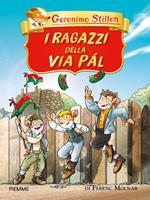 Geronimo Stilton
I RAGAZZI
DELLA
VIA PÁL
PIEMME
DI FERENC MOLNÁR